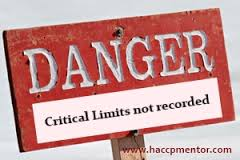 DANGER
Critical Limits not recorded
www.haccpmentor.com